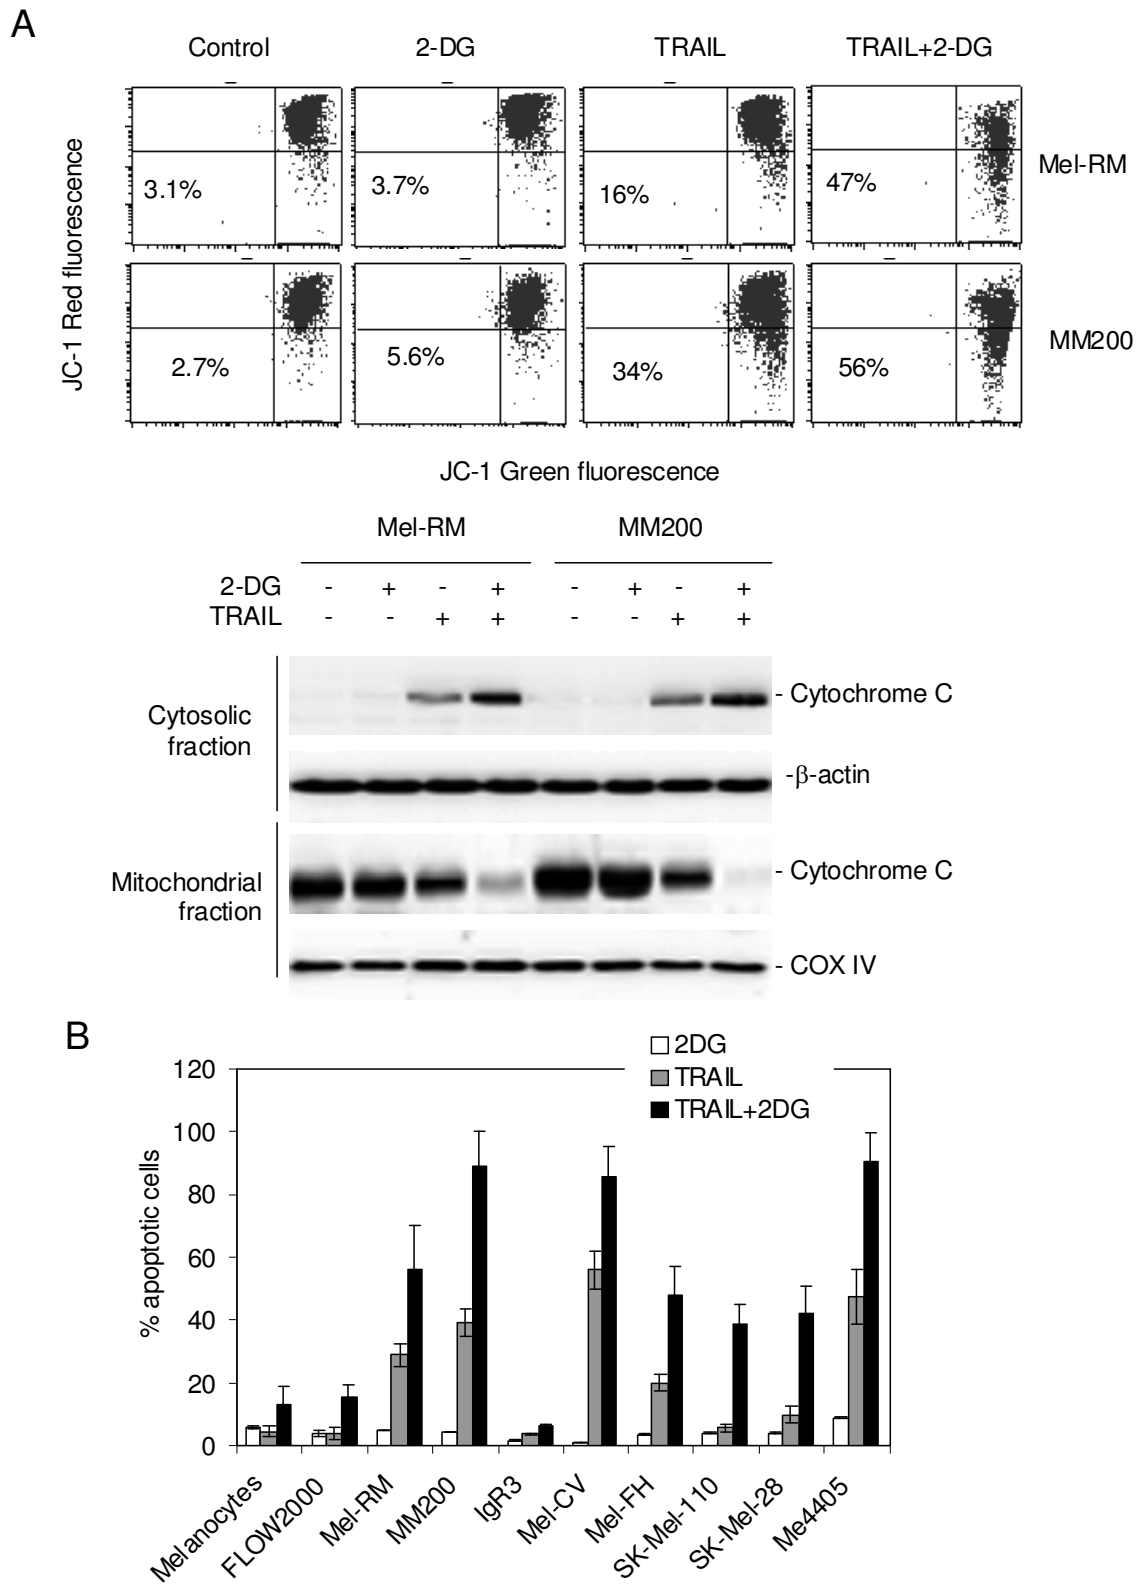 A
Control 2-DG TRAIL TRAIL+2-DG
JC-1 Red fluorescence
3.1% 3.7% 16% 47% Mel-RM
2.7% 5.6% 34% 56% MM200
JC-1 Green fluorescence
Mel-RM MM200
2-DG - + - + - + - +
TRAIL - - + + - - + +
Cytosolic
fraction
- Cytochrome C
-β-actin
Mitochondrial
fraction
- Cytochrome C
- COX IV
B
2DG
TRAIL
TRAIL+2DG
% apoptotic cells
120
100
80
60
40
20
0
Melanocytes
FLOW2000
Mel-RM
MM200
IgR3
Mel-CV
Mel-FH
SK-Mel-110
SK-Mel-28
Me4405